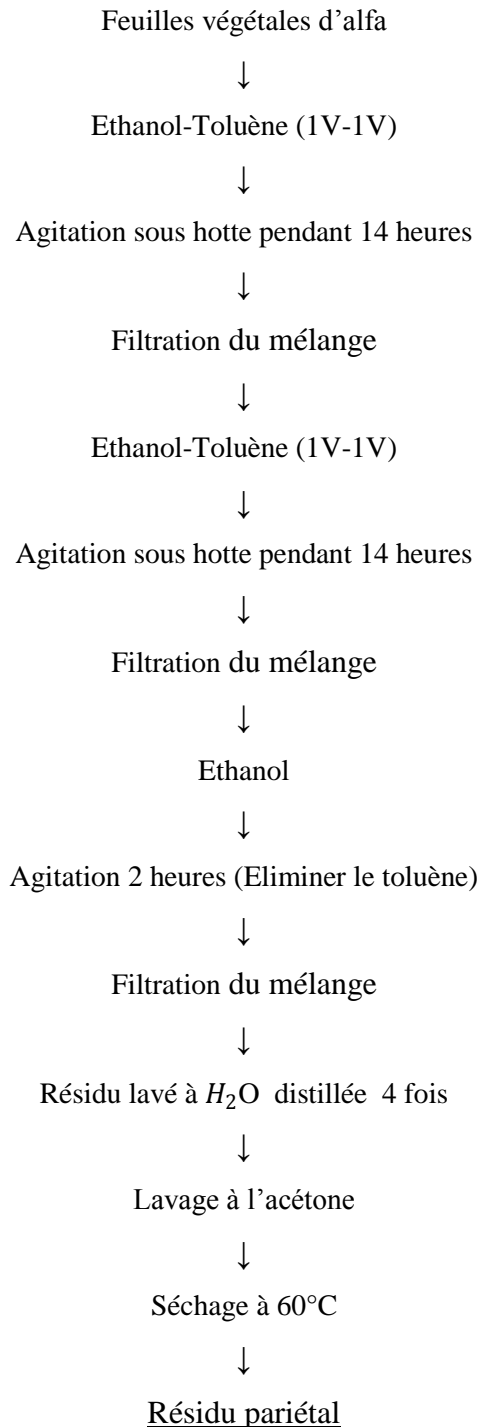 Feuilles végétales d’alfa
↓
Ethanol-Toluène (1V-1V)
↓
Agitation sous hotte pendant 14 heures
↓
Filtration du mélange
↓
Ethanol-Toluène (1V-1V)
↓
Agitation sous hotte pendant 14 heures
↓
Filtration du mélange
↓
Ethanol
↓
Agitation 2 heures (Eliminer le toluène)
↓
Filtration du mélange
↓
Résidu lavé à H₂O distillée 4 fois
↓
Lavage à l’acétone
↓
Séchage à 60°C
↓
Résidu pariétal